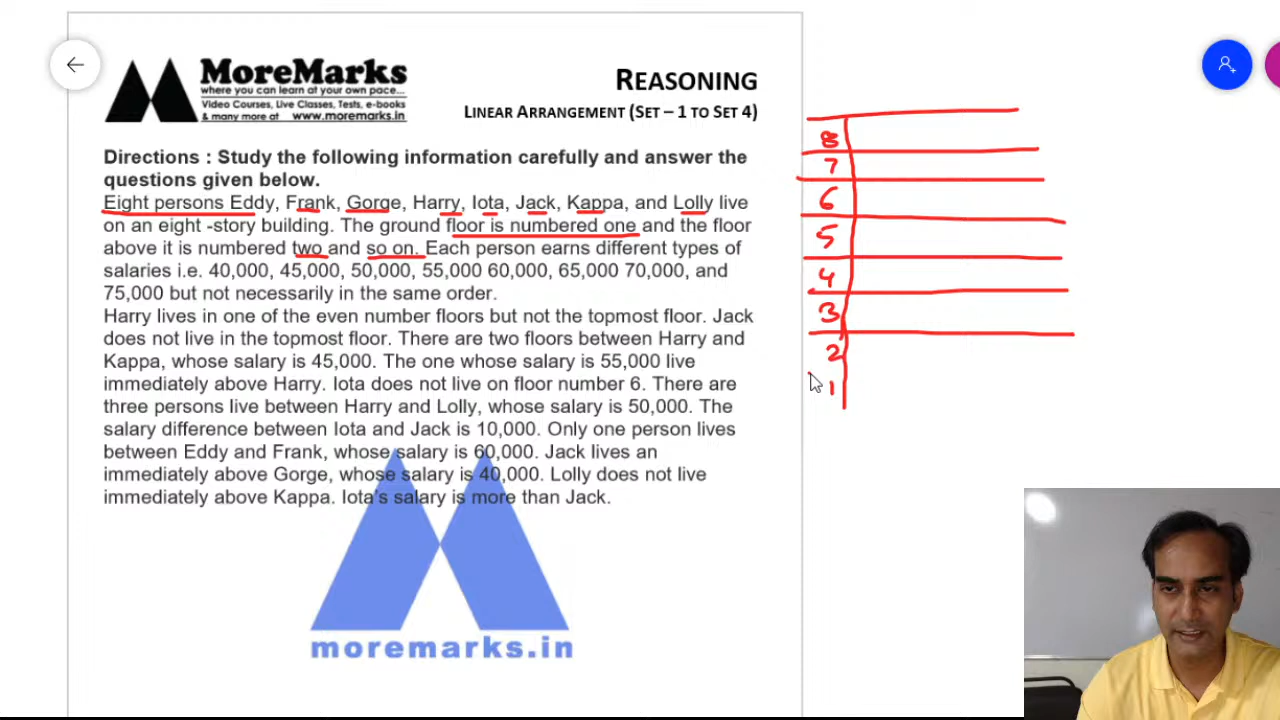 MoreMarks
where you can learn at your own pace...
Video Courses, Live Classes, Tests, e-books
& many more at www.moremarks.in
REASONING
LINEAR ARRANGEMENT (SET – 1 TO SET 4)
Directions : Study the following information carefully and answer the
questions given below.
Eight persons Eddy, Frank, Gorge, Harry, Iota, Jack, Kappa, and Lolly live
on an eight -story building. The ground floor is numbered one and the floor
above it is numbered two and so on. Each person earns different types of
salaries i.e. 40,000, 45,000, 50,000, 55,000 60,000, 65,000 70,000, and
75,000 but not necessarily in the same order.
Harry lives in one of the even number floors but not the topmost floor. Jack
does not live in the topmost floor. There are two floors between Harry and
Kappa, whose salary is 45,000. The one whose salary is 55,000 live
immediately above Harry. Iota does not live on floor number 6. There are
three persons live between Harry and Lolly, whose salary is 50,000. The
salary difference between Iota and Jack is 10,000. Only one person lives
between Eddy and Frank, whose salary is 60,000. Jack lives an
immediately above Gorge, whose salary is 40,000. Lolly does not live
immediately above Kappa. Iota's salary is more than Jack.
moremarks.in
8
7
6
5
4
3
2
1